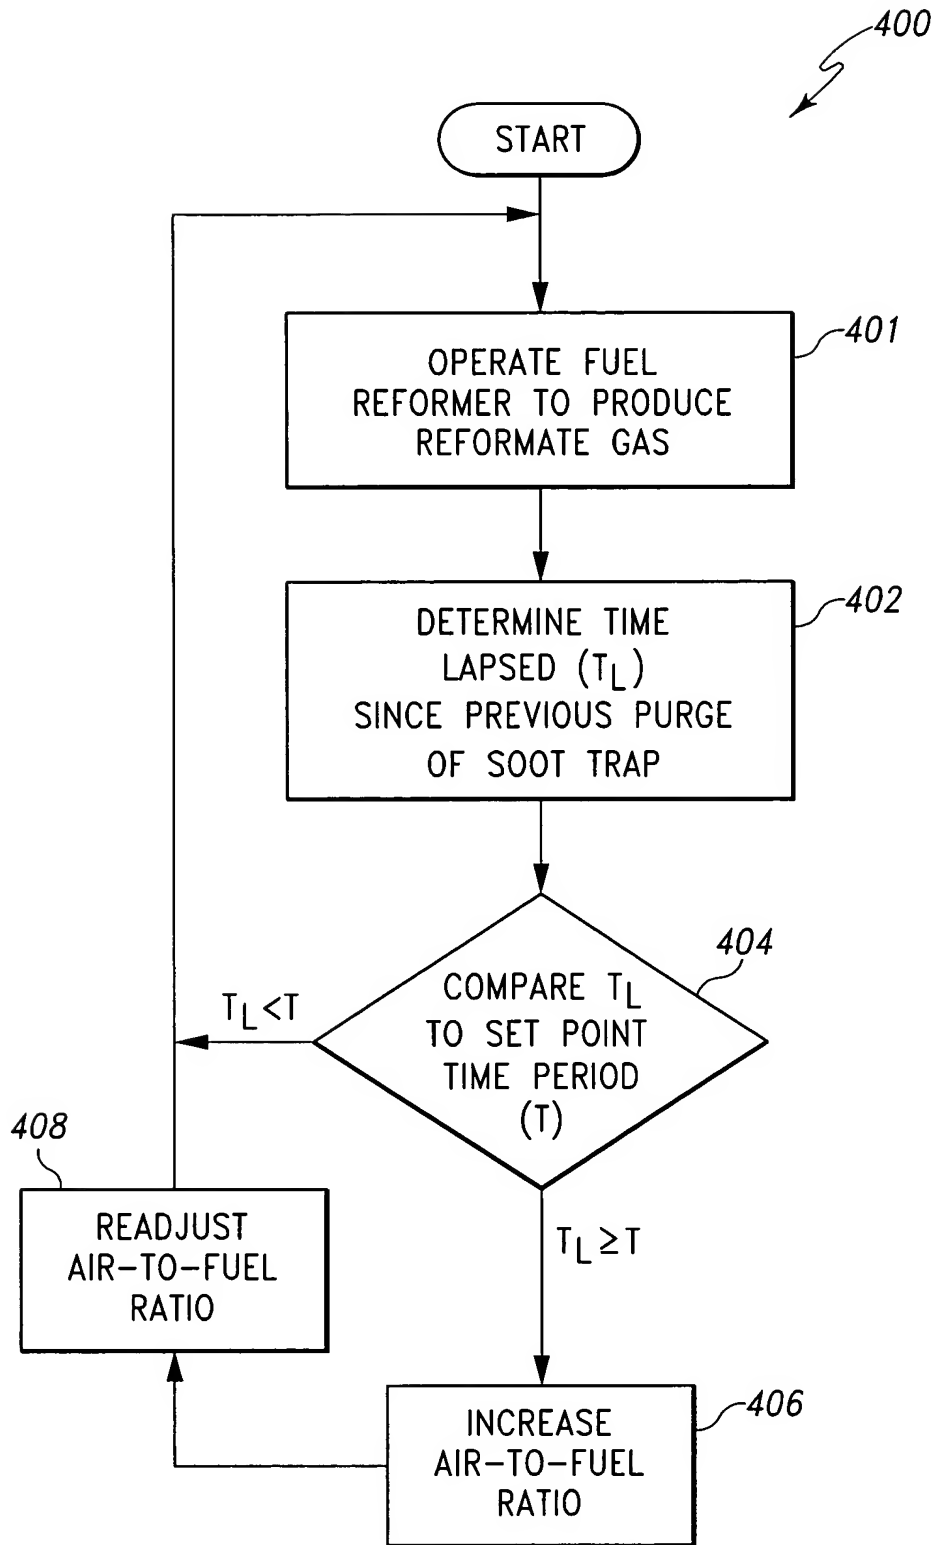 400
START
401
OPERATE FUEL
REFORMER TO PRODUCE
REFORMATE GAS
402
DETERMINE TIME
LAPSED (TL)
SINCE PREVIOUS PURGE
OF SOOT TRAP
404
COMPARE TL
TO SET POINT
TIME PERIOD
(T)
TL<T
408
READJUST
AIR-TO-FUEL
RATIO
TL≥T
406
INCREASE
AIR-TO-FUEL
RATIO